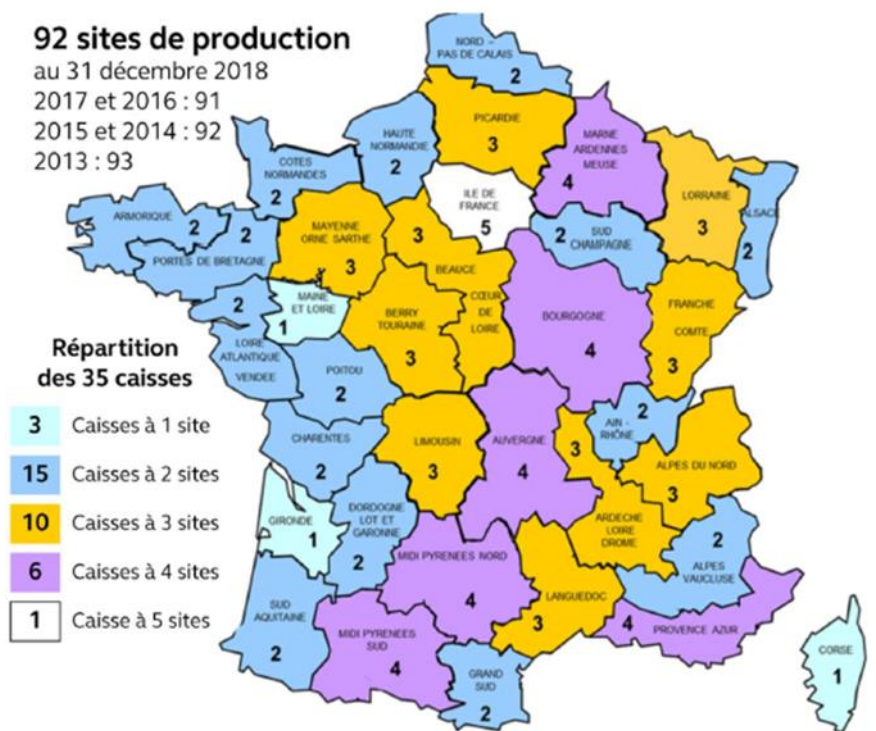 92 sites de production
au 31 décembre 2018
2017 et 2016 : 91
2015 et 2014 : 92
2013 : 93
NORD –
PAS DE CALAIS
2
PICARDIE
3
HAUTE
NORMANDIE
2
MARNE
ARDENNES
MEUSE
4
COTES
NORMANDES
2
ILE DE
FRANCE
5
LORRAINE
3
ALSACE
2
ARMORIQUE
2
2
PORTES DE BRETAGNE
MAYENNE
ORNE SARTHE
3
3
BEAUCE
CŒUR
DE
LOIRE
2
SUD
CHAMPAGNE
2
LOIRE
ATLANTIQUE
VENDEE
MAINE
ET LOIRE
1
BERRY
TOURAINE
3
BOURGOGNE
4
FRANCHE
COMTE
3
POITOU
2
CHARENTES
2
LIMOUSIN
3
AUVERGNE
4
2
AIN -
RHÔNE
3
ARDECHE
LOIRE
DROME
ALPES DU NORD
3
GIRONDE
1
DORDOGNE
LOT ET
GARONNE
2
MIDI PYRENEES NORD
4
LANGUEDOC
3
2
ALPES
VAUCLUSE
SUD
AQUITAINE
2
MIDI PYRENEES
SUD
4
GRAND
SUD
2
4
PROVENCE AZUR
CORSE
1
Répartition
des 35 caisses
3 Caisses à 1 site
15 Caisses à 2 sites
10 Caisses à 3 sites
6 Caisses à 4 sites
1 Caisse à 5 sites